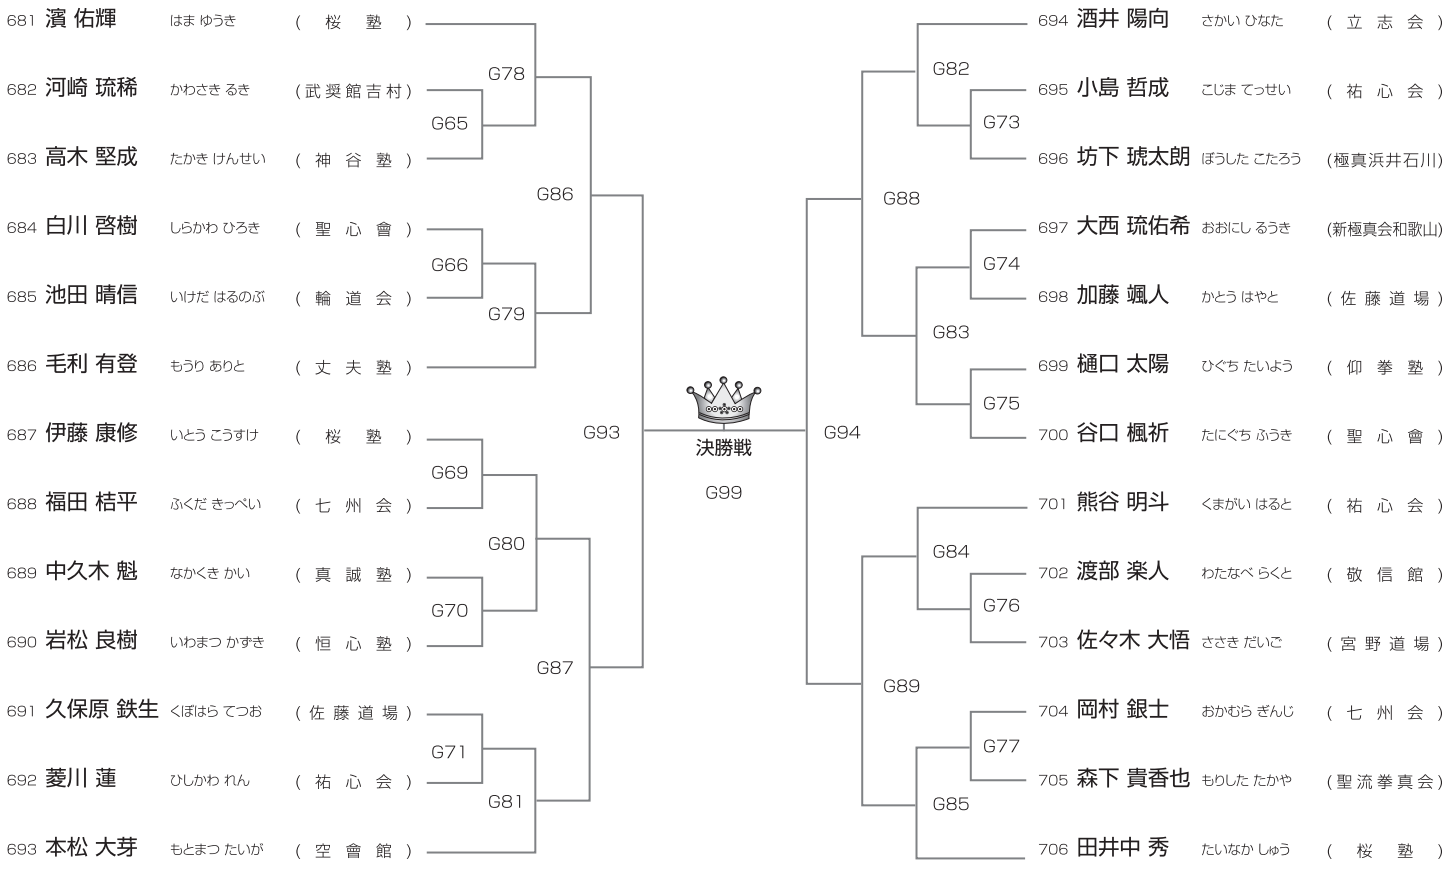 681 濱 佑輝 はま ゆうき ( 桜 塾 )
682 河崎 琉稀 かわさき るき (武奨館吉村)
683 高木 堅成 たかき けんせい ( 神 谷 塾 )
684 白川 啓樹 しらかわ ひろき ( 聖 心 會 )
685 池田 晴信 いけだ はるのぶ ( 輪 道 会 )
686 毛利 有登 もうり ありと ( 丈 夫 塾 )
687 伊藤 康修 いとう こうすけ ( 桜 塾 )
688 福田 桔平 ふくだ きっぺい ( 七 州 会 )
689 中久木 魁 なかくき かい ( 真 誠 塾 )
690 岩松 良樹 いわまつ かずき ( 恒 心 塾 )
691 久保原 鉄生 くぼはら てつお ( 佐 藤 道 場 )
692 菱川 蓮 ひしかわ れん ( 祐 心 会 )
693 本松 大芽 もとまつ たいが ( 空 會 館 )
G78
G65
G86
G66
G79
G93
G69
G80
G70
G87
G71
G81
決勝戦
G99
G82
G73
G88
G74
G83
G75
G94
G84
G76
G89
G77
G85
694 酒井 陽向 さかい ひなた ( 立 志 会 )
695 小島 哲成 こじま てっせい ( 祐 心 会 )
696 坊下 琥太朗 ぼうした こたろう (極真浜井石川)
697 大西 琉佑希 おおにし るうき (新極真会和歌山)
698 加藤 颯人 かとう はやと ( 佐 藤 道 場 )
699 樋口 太陽 ひぐち たいよう ( 仰 拳 塾 )
700 谷口 楓祈 たにぐち ふうき ( 聖 心 會 )
701 熊谷 明斗 くまがい はると ( 祐 心 会 )
702 渡部 楽人 わたなべ らくと ( 敬 信 館 )
703 佐々木 大悟 ささき だいご ( 宮 野 道 場 )
704 岡村 銀士 おかむら ぎんじ ( 七 州 会 )
705 森下 貴香也 もりした たかや (聖流拳真会)
706 田井中 秀 たいなか しゅう ( 桜 塾 )